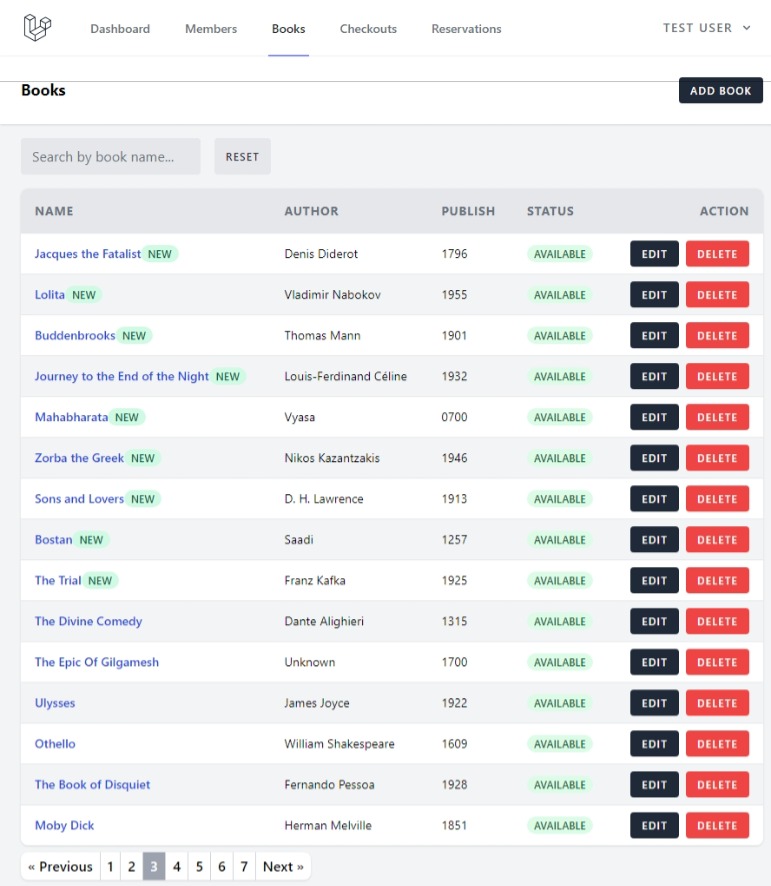 Dashboard Members Books Checkouts Reservations TEST USER
Books ADD BOOK
Search by book name... RESET
NAME AUTHOR PUBLISH STATUS ACTION
Jacques the Fatalist NEW Denis Diderot 1796 AVAILABLE EDIT DELETE
Lolita NEW Vladimir Nabokov 1955 AVAILABLE EDIT DELETE
Buddenbrooks NEW Thomas Mann 1901 AVAILABLE EDIT DELETE
Journey to the End of the Night NEW Louis-Ferdinand Céline 1932 AVAILABLE EDIT DELETE
Mahabharata NEW Vyasa 0700 AVAILABLE EDIT DELETE
Zorba the Greek NEW Nikos Kazantzakis 1946 AVAILABLE EDIT DELETE
Sons and Lovers NEW D. H. Lawrence 1913 AVAILABLE EDIT DELETE
Bostan NEW Saadi 1257 AVAILABLE EDIT DELETE
The Trial NEW Franz Kafka 1925 AVAILABLE EDIT DELETE
The Divine Comedy Dante Alighieri 1315 AVAILABLE EDIT DELETE
The Epic Of Gilgamesh Unknown 1700 AVAILABLE EDIT DELETE
Ulysses James Joyce 1922 AVAILABLE EDIT DELETE
Othello William Shakespeare 1609 AVAILABLE EDIT DELETE
The Book of Disquiet Fernando Pessoa 1928 AVAILABLE EDIT DELETE
Moby Dick Herman Melville 1851 AVAILABLE EDIT DELETE
« Previous 1 2 3 4 5 6 7 Next »